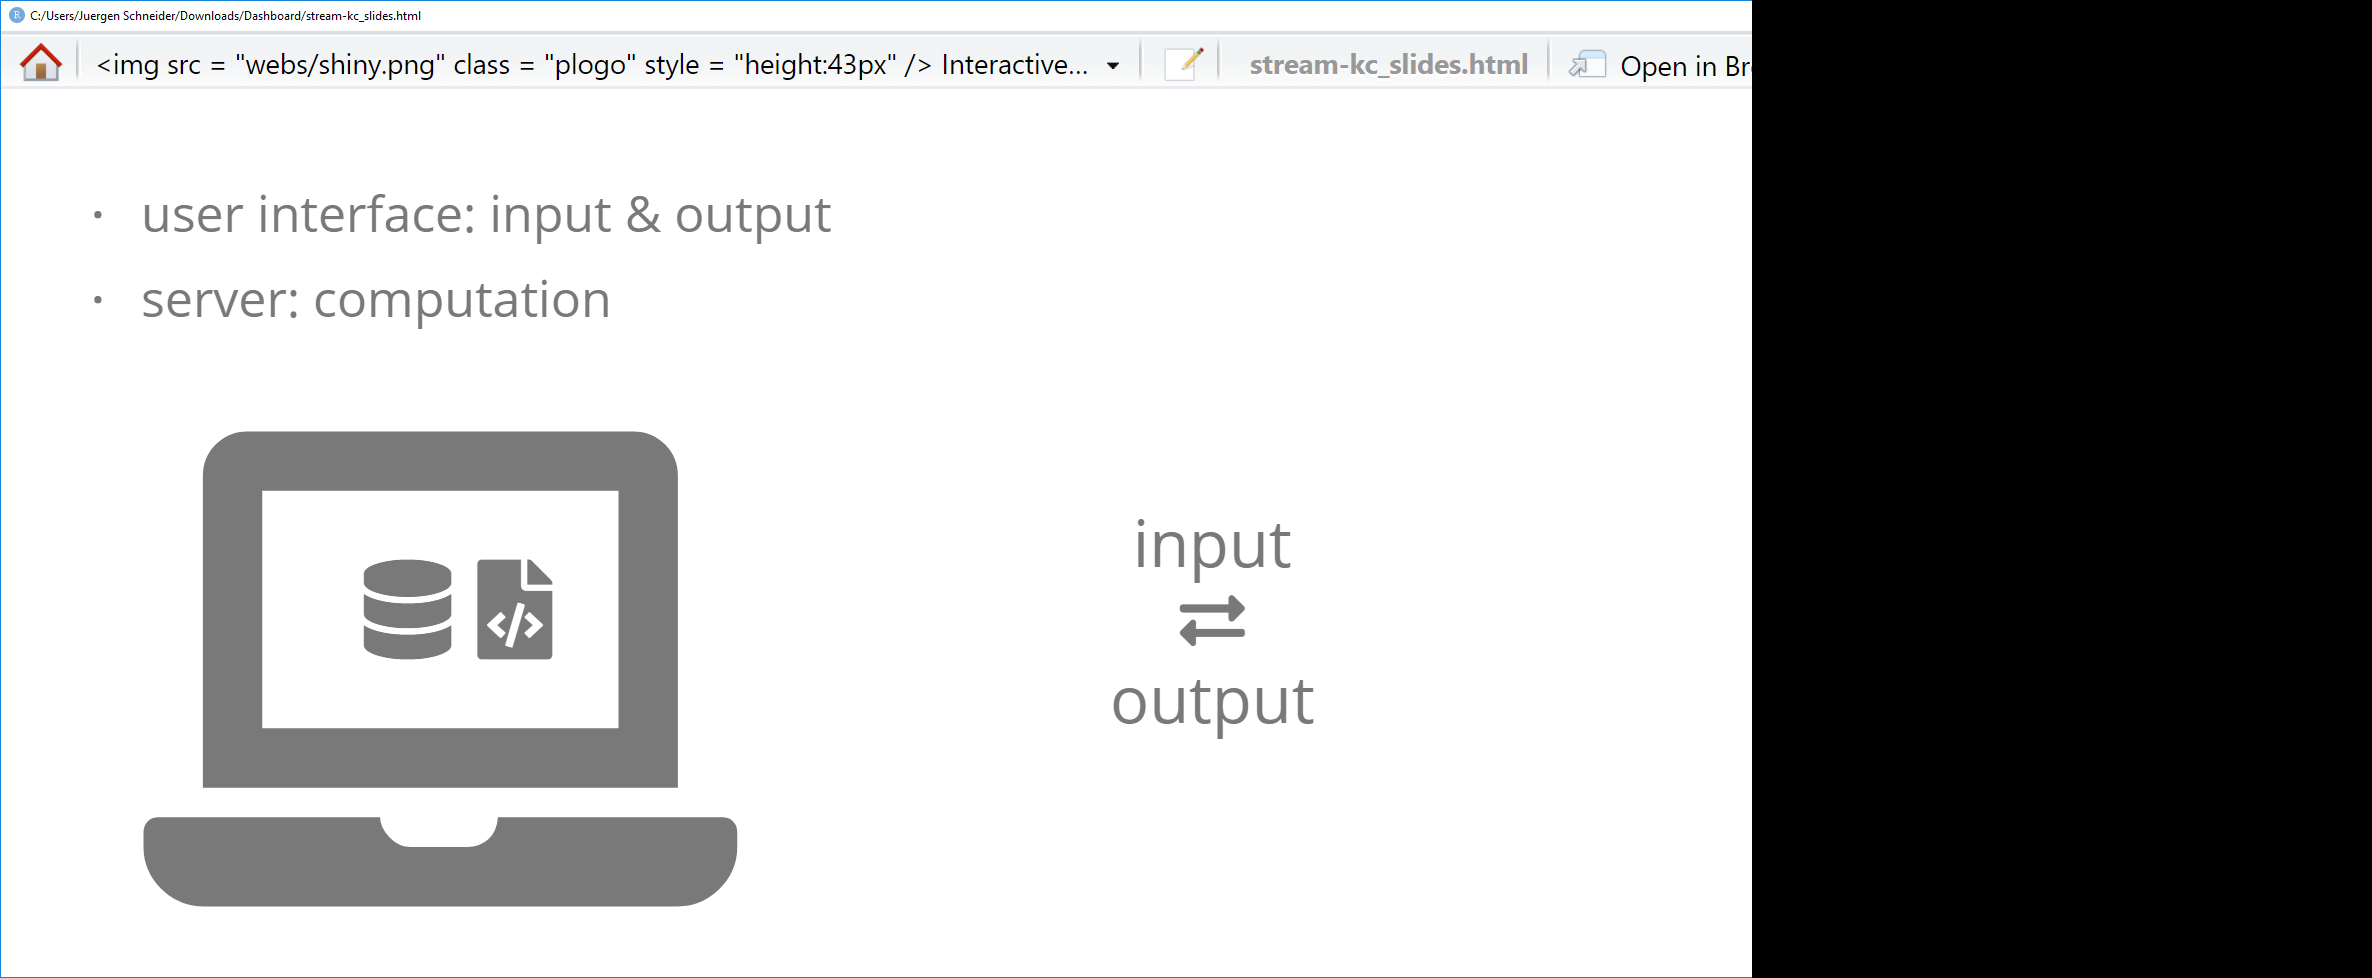 C:/Users/Juergen Schneider/Downloads/Dashboard/stream-kc_slides.html
<img src = "webs/shiny.png" class = "plogo" style = "height:43px" /> Interactive...
stream-kc_slides.html
Open in Br
· user interface: input & output
· server: computation
</>
input
output